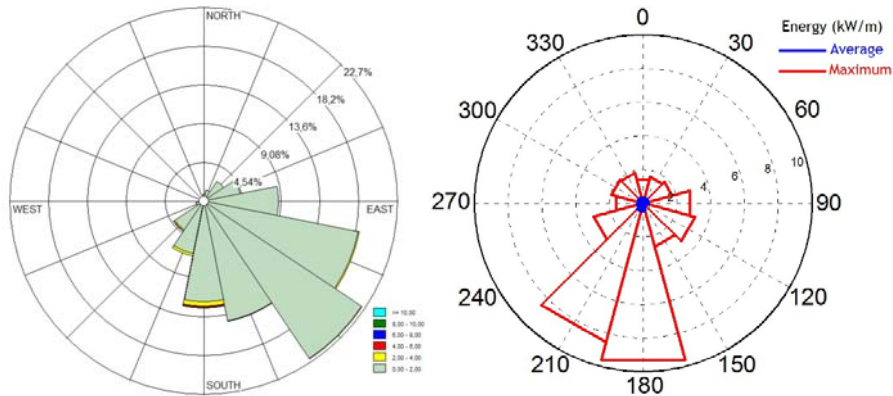 NORTH
22,7%
18,2%
13,6%
9,08%
4,54%
WEST
EAST
SOUTH
>= 10.00
8.00 - 10.00
6.00 - 8.00
4.00 - 6.00
2.00 - 4.00
0.00 - 2.00
0
30
60
90
120
150
180
210
240
270
300
330
2
4
6
8
10
Energy (kW/m)
Average
Maximum